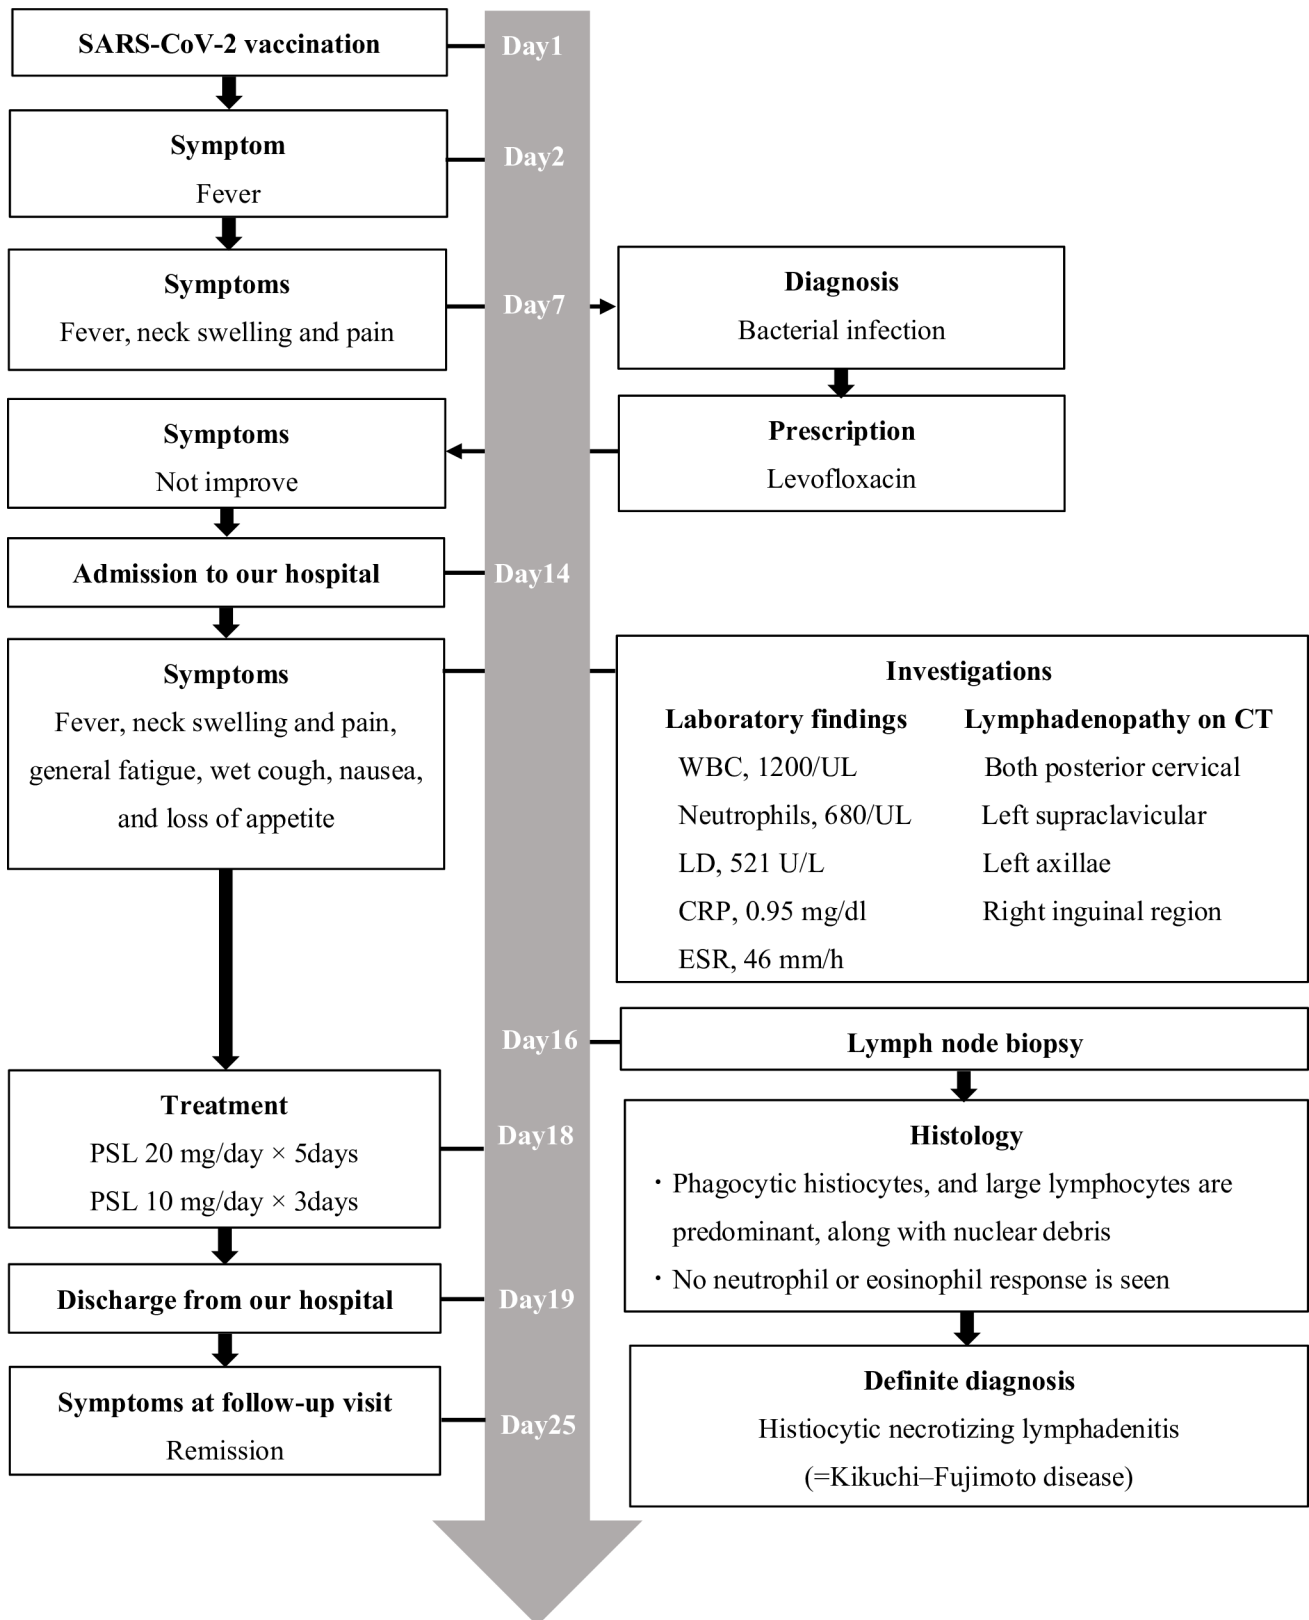 SARS-CoV-2 vaccination
Day1
Symptom
Fever
Day2
Symptoms
Fever, neck swelling and pain
Day7
Diagnosis
Bacterial infection
Prescription
Levofloxacin
Symptoms
Not improve
Admission to our hospital
Day14
Symptoms
Fever, neck swelling and pain,
general fatigue, wet cough, nausea,
and loss of appetite
Investigations
Laboratory findings
WBC, 1200/UL
Neutrophils, 680/UL
LD, 521 U/L
CRP, 0.95 mg/dl
ESR, 46 mm/h
Lymphadenopathy on CT
Both posterior cervical
Left supraclavicular
Left axillae
Right inguinal region
Day16
Lymph node biopsy
Histology
・Phagocytic histiocytes, and large lymphocytes are
predominant, along with nuclear debris
・No neutrophil or eosinophil response is seen
Definite diagnosis
Histiocytic necrotizing lymphadenitis
(=Kikuchi–Fujimoto disease)
Treatment
PSL 20 mg/day × 5days
PSL 10 mg/day × 3days
Day18
Discharge from our hospital
Day19
Symptoms at follow-up visit
Remission
Day25